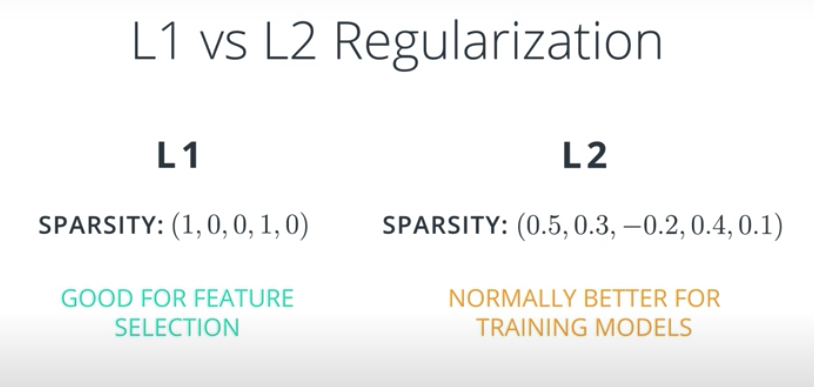 L1 vs L2 Regularization
L1
L2
SPARSITY: (1, 0, 0, 1, 0)
SPARSITY: (0.5, 0.3, −0.2, 0.4, 0.1)
GOOD FOR FEATURE
SELECTION
NORMALLY BETTER FOR
TRAINING MODELS